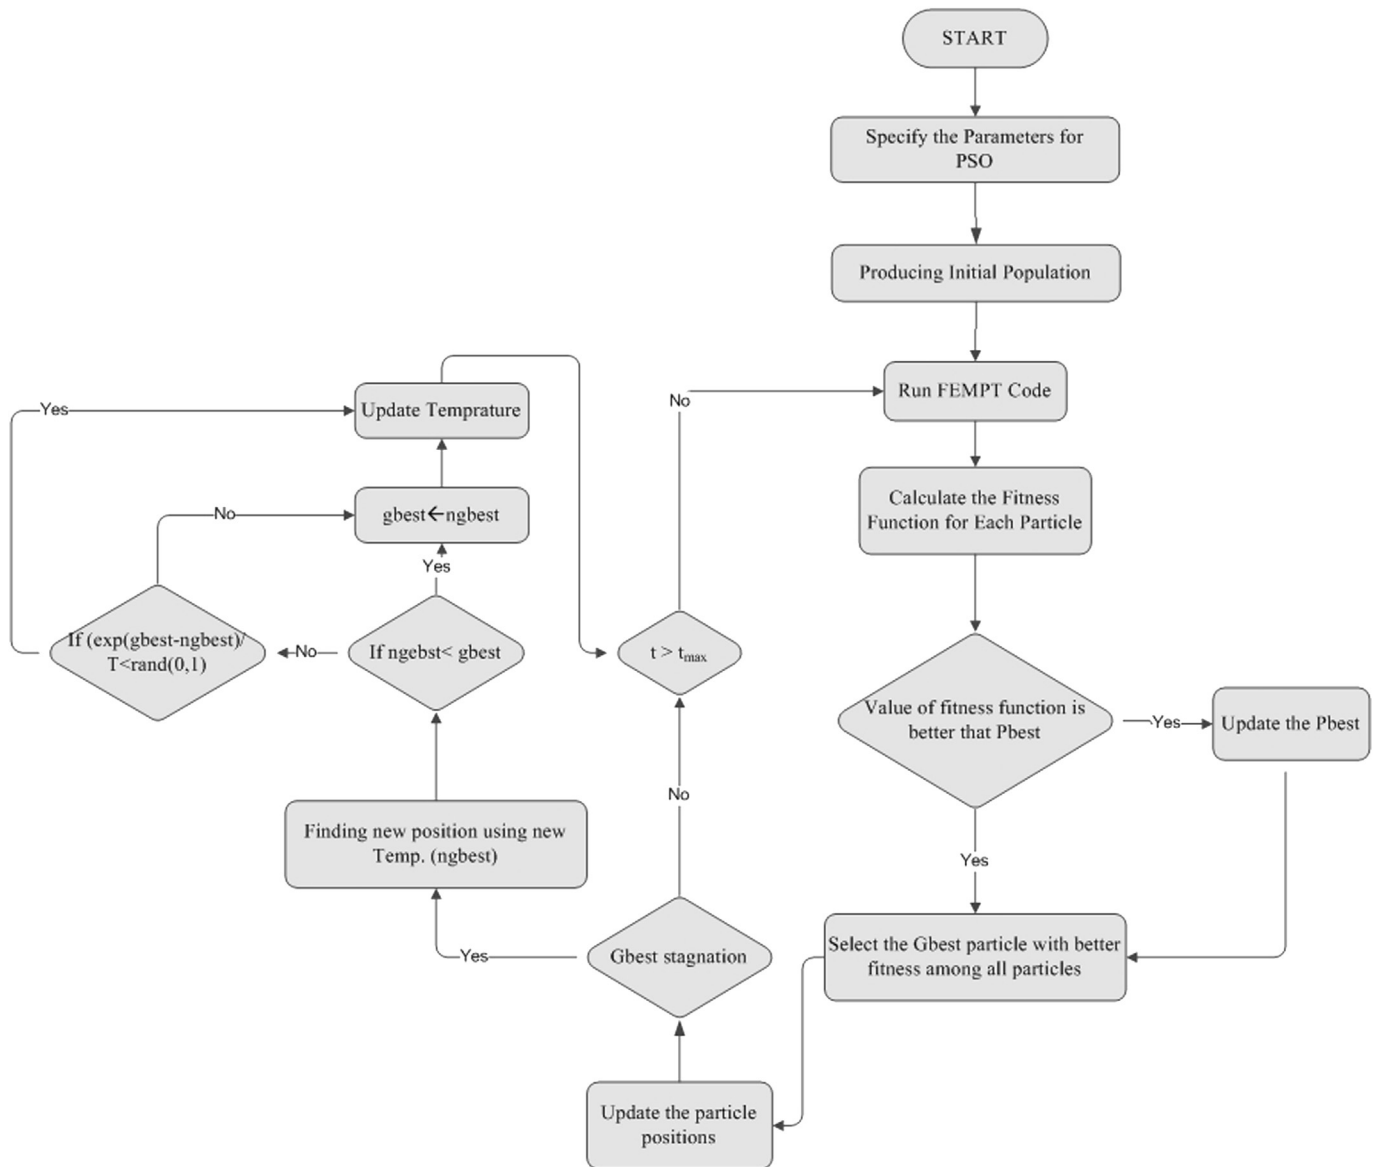 START
Specify the Parameters for
PSO
Producing Initial Population
Run FEMPT Code
No
Calculate the Fitness
Function for Each Particle
Value of fitness function is
better that Pbest
Yes
Update the Pbest
Yes
Select the Gbest particle with better
fitness among all particles
Update the particle
positions
Gbest stagnation
No
Yes
t > tmax
Finding new position using new
Temp. (ngbest)
If ngebst< gbest
Yes
No
If (exp(gbest-ngbest)/
T<rand(0,1)
No
Yes
gbest←ngbest
Update Temprature